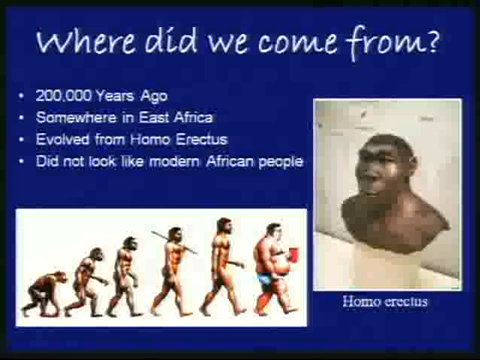 Where did we come from?
• 200,000 Years Ago
• Somewhere in East Africa
• Evolved from Homo Erectus
• Did not look like modern African people
Homo erectus